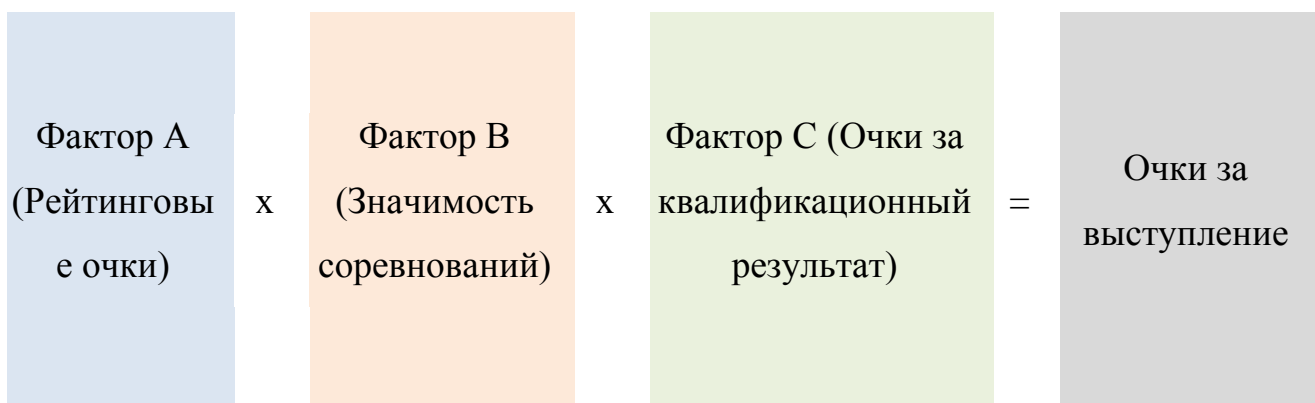 Фактор А
(Рейтинговы
е очки)
х
Фактор В
(Значимость
соревнований)
х
Фактор С (Очки за
квалификационный
результат)
=
Очки за
выступление